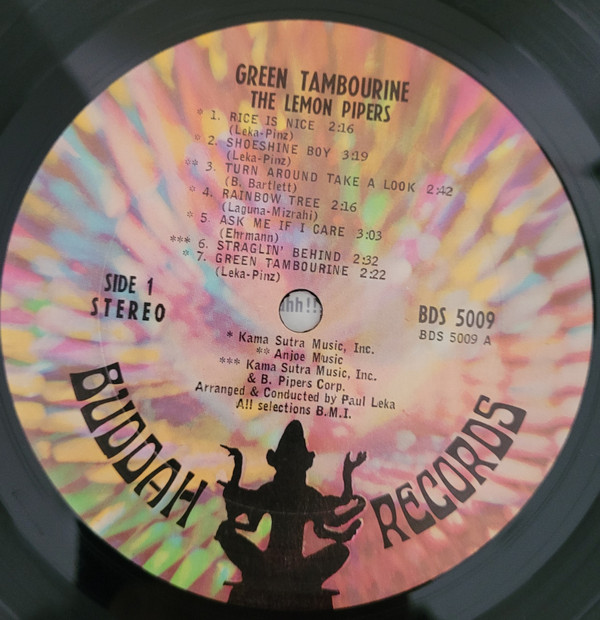 GREEN TAMBOURINE
THE LEMON PIPERS
* 1. RICE IS NICE 2:16
(Leka-Pinz)
* 2. SHOESHINE BOY 3:19
(Leka-Pinz)
** 3. TURN AROUND TAKE A LOOK 2:42
(B. Bartlett)
* 4. RAINBOW TREE 2:16
(Laguna-Mizrahi)
* 5. ASK ME IF I CARE 3:03
(Ehrmann)
*** 6. STRAGLIN' BEHIND 2:32
* 7. GREEN TAMBOURINE 2:22
(Leka-Pinz)
SIDE 1
STEREO
hh!!
BDS 5009
BDS 5009 A
* Kama Sutra Music, Inc.
** Anjoe Music
*** Kama Sutra Music, Inc.
& B. Pipers Corp.
Arranged & Conducted by Paul Leka
All selections B.M.I.
BUDDAH RECORDS